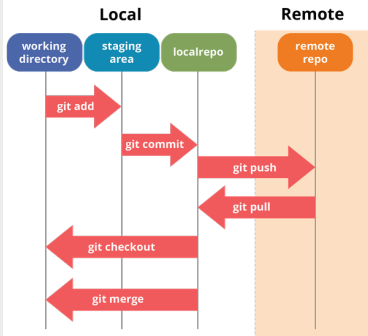 Local
Remote
working
directory
staging
area
localrepo
remote
repo
git add
git commit
git push
git pull
git checkout
git merge